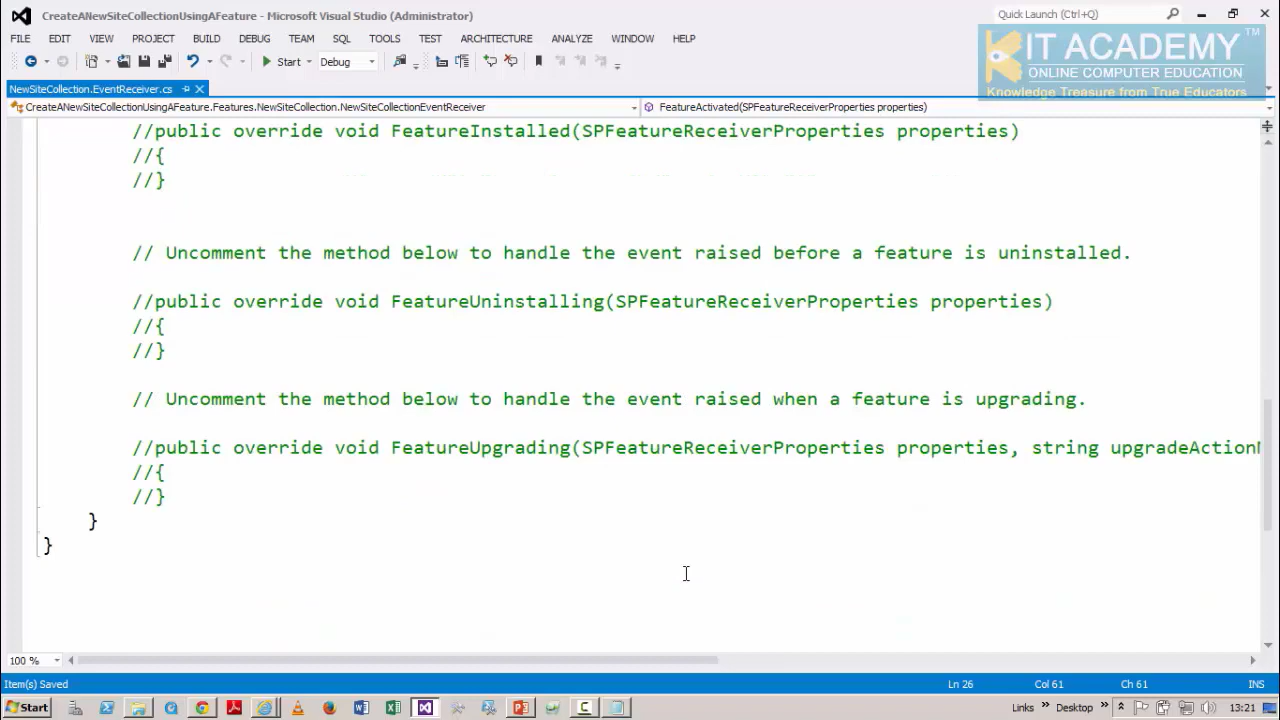 CreateANewSiteCollectionUsingAFeature - Microsoft Visual Studio (Administrator)
Quick Launch (Ctrl+Q)
FILE EDIT VIEW PROJECT BUILD DEBUG TEAM SQL TOOLS TEST ARCHITECTURE ANALYZE WINDOW HELP
KIT ACADEMY TM
ONLINE COMPUTER EDUCATION
Knowledge Treasure from True Educators
Start Debug
NewSiteCollection.EventReceiver.cs
CreateANewSiteCollectionUsingAFeature.Features.NewSiteCollection.NewSiteCollectionEventReceiver FeatureActivated(SPFeatureReceiverProperties properties)
//public override void FeatureInstalled(SPFeatureReceiverProperties properties)
//{
//}
// Uncomment the method below to handle the event raised before a feature is uninstalled.
//public override void FeatureUninstalling(SPFeatureReceiverProperties properties)
//{
//}
// Uncomment the method below to handle the event raised when a feature is upgrading.
//public override void FeatureUpgrading(SPFeatureReceiverProperties properties, string upgradeAction
//{
//}
}
}
100 %
Item(s) Saved Ln 26 Col 61 Ch 61 INS
Start Links » Desktop » 13:21